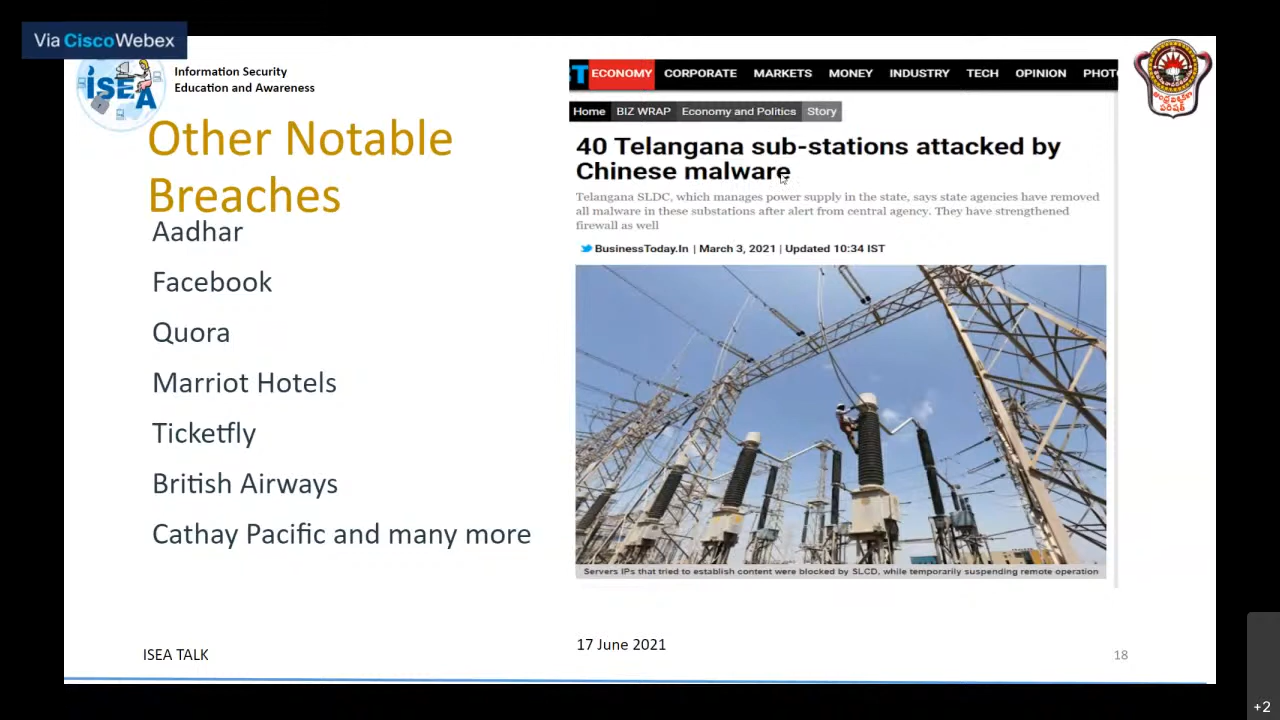 Via Cisco Webex
ISEA
Information Security
Education and Awareness
Other Notable
Breaches
Aadhar
Facebook
Quora
Marriot Hotels
Ticketfly
British Airways
Cathay Pacific and many more
T ECONOMY CORPORATE MARKETS MONEY INDUSTRY TECH OPINION PHOT
Home BIZ WRAP Economy and Politics Story
40 Telangana sub-stations attacked by
Chinese malware
Telangana SLDC, which manages power supply in the state, says state agencies have removed
all malware in these substations after alert from central agency. They have strengthened
firewall as well
BusinessToday.In | March 3, 2021 | Updated 10:34 IST
Servers IPs that tried to establish content were blocked by SLCD, while temporarily suspending remote operation
ISEA TALK
17 June 2021
18
+2